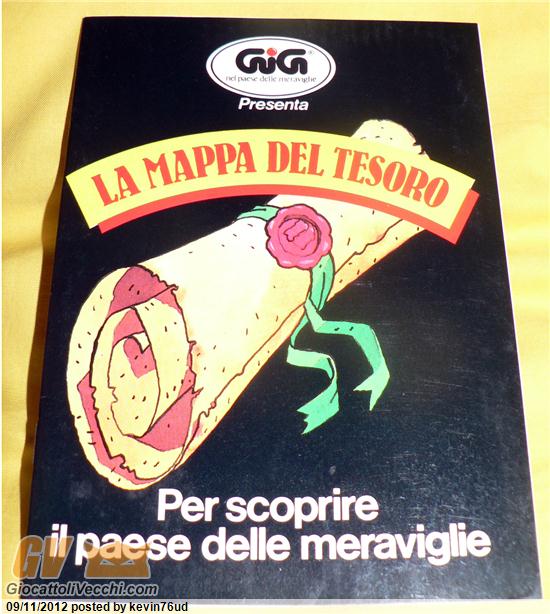 GiG
nel paese delle meraviglie
Presenta
LA MAPPA DEL TESORO
Per scoprire
il paese delle meraviglie
GV
GiocattoliVecchi.com
09/11/2012 posted by kevin76ud